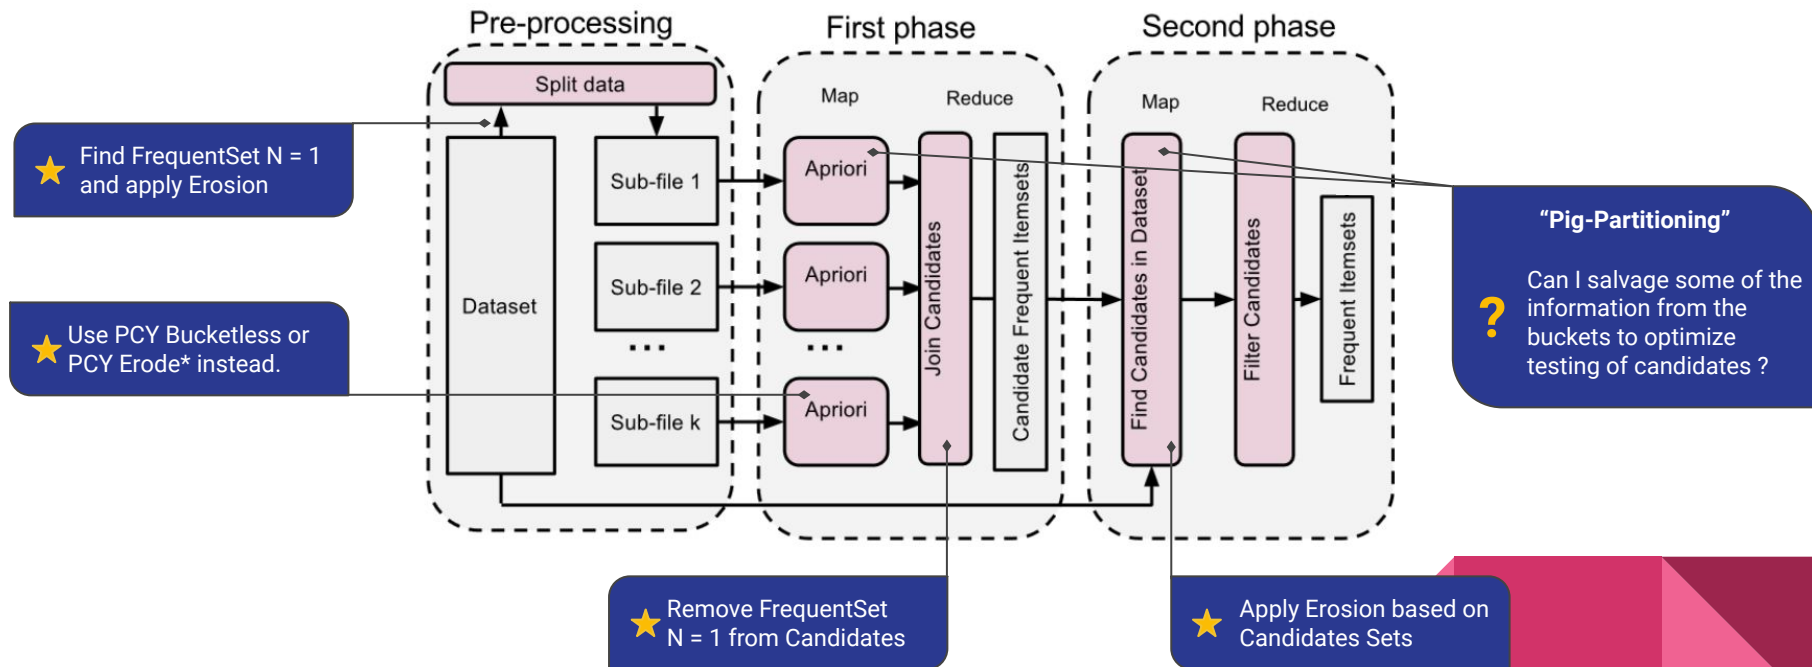 Pre-processing
First phase
Second phase
Split data
Map
Reduce
Map
Reduce
★ Find FrequentSet N = 1
and apply Erosion
Dataset
Sub-file 1
Sub-file 2
...
Sub-file k
Apriori
Apriori
...
Apriori
Join Candidates
Candidate Frequent Itemsets
Find Candidates in Dataset
Filter Candidates
Frequent Itemsets
★ Use PCY Bucketless or
PCY Erode* instead.
“Pig-Partitioning”
? Can I salvage some of the
information from the
buckets to optimize
testing of candidates ?
★ Remove FrequentSet
N = 1 from Candidates
★ Apply Erosion based on
Candidates Sets